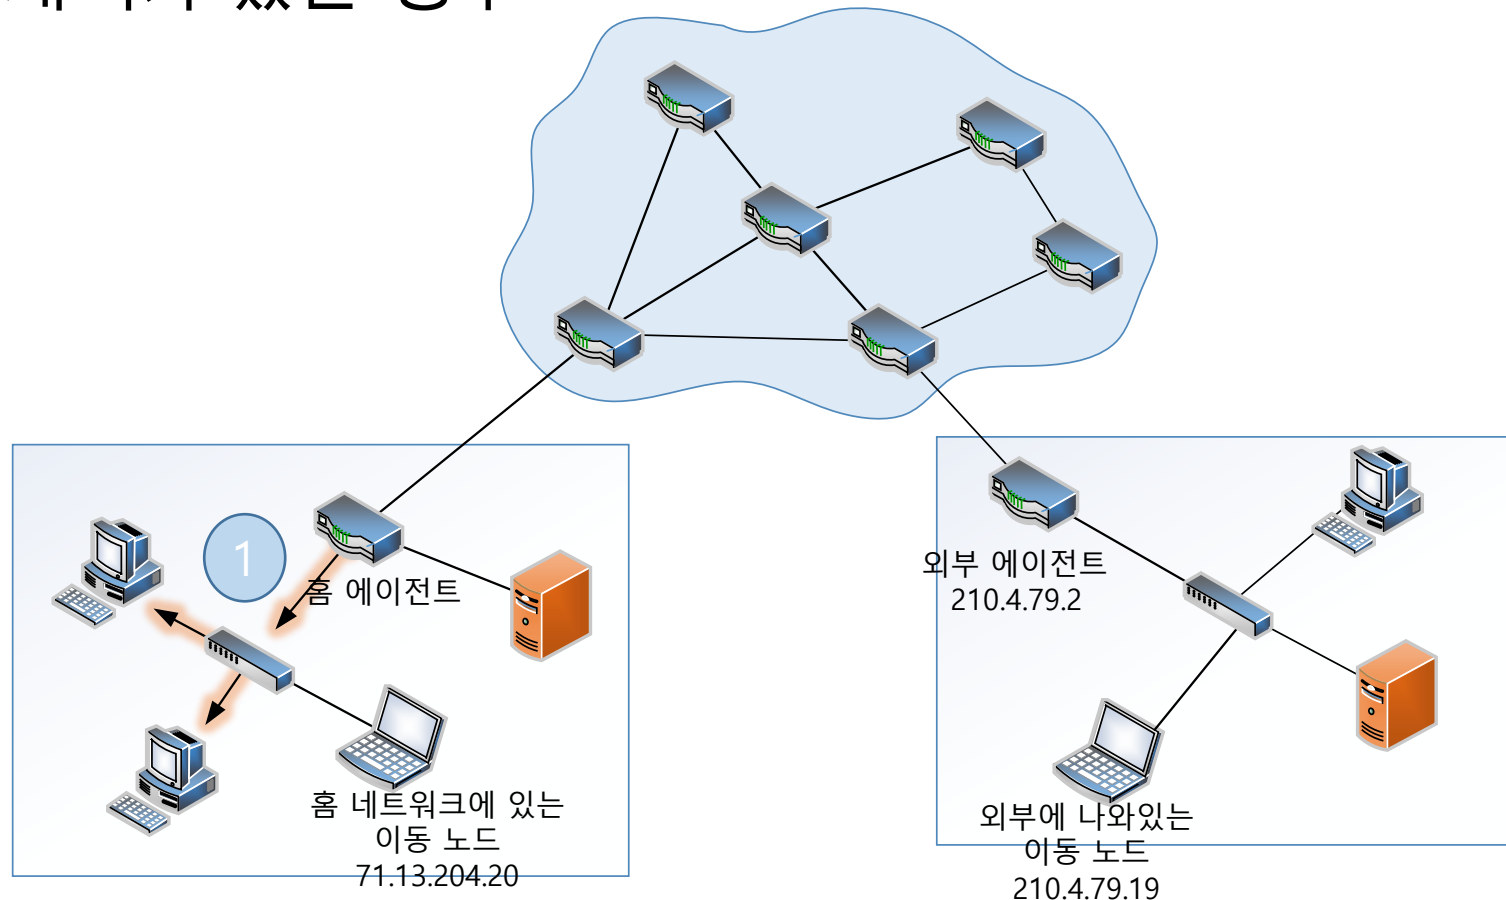 1
홈 에이전트
외부 에이전트
210.4.79.2
홈 네트워크에 있는
이동 노드
71.13.204.20
외부에 나와있는
이동 노드
210.4.79.19